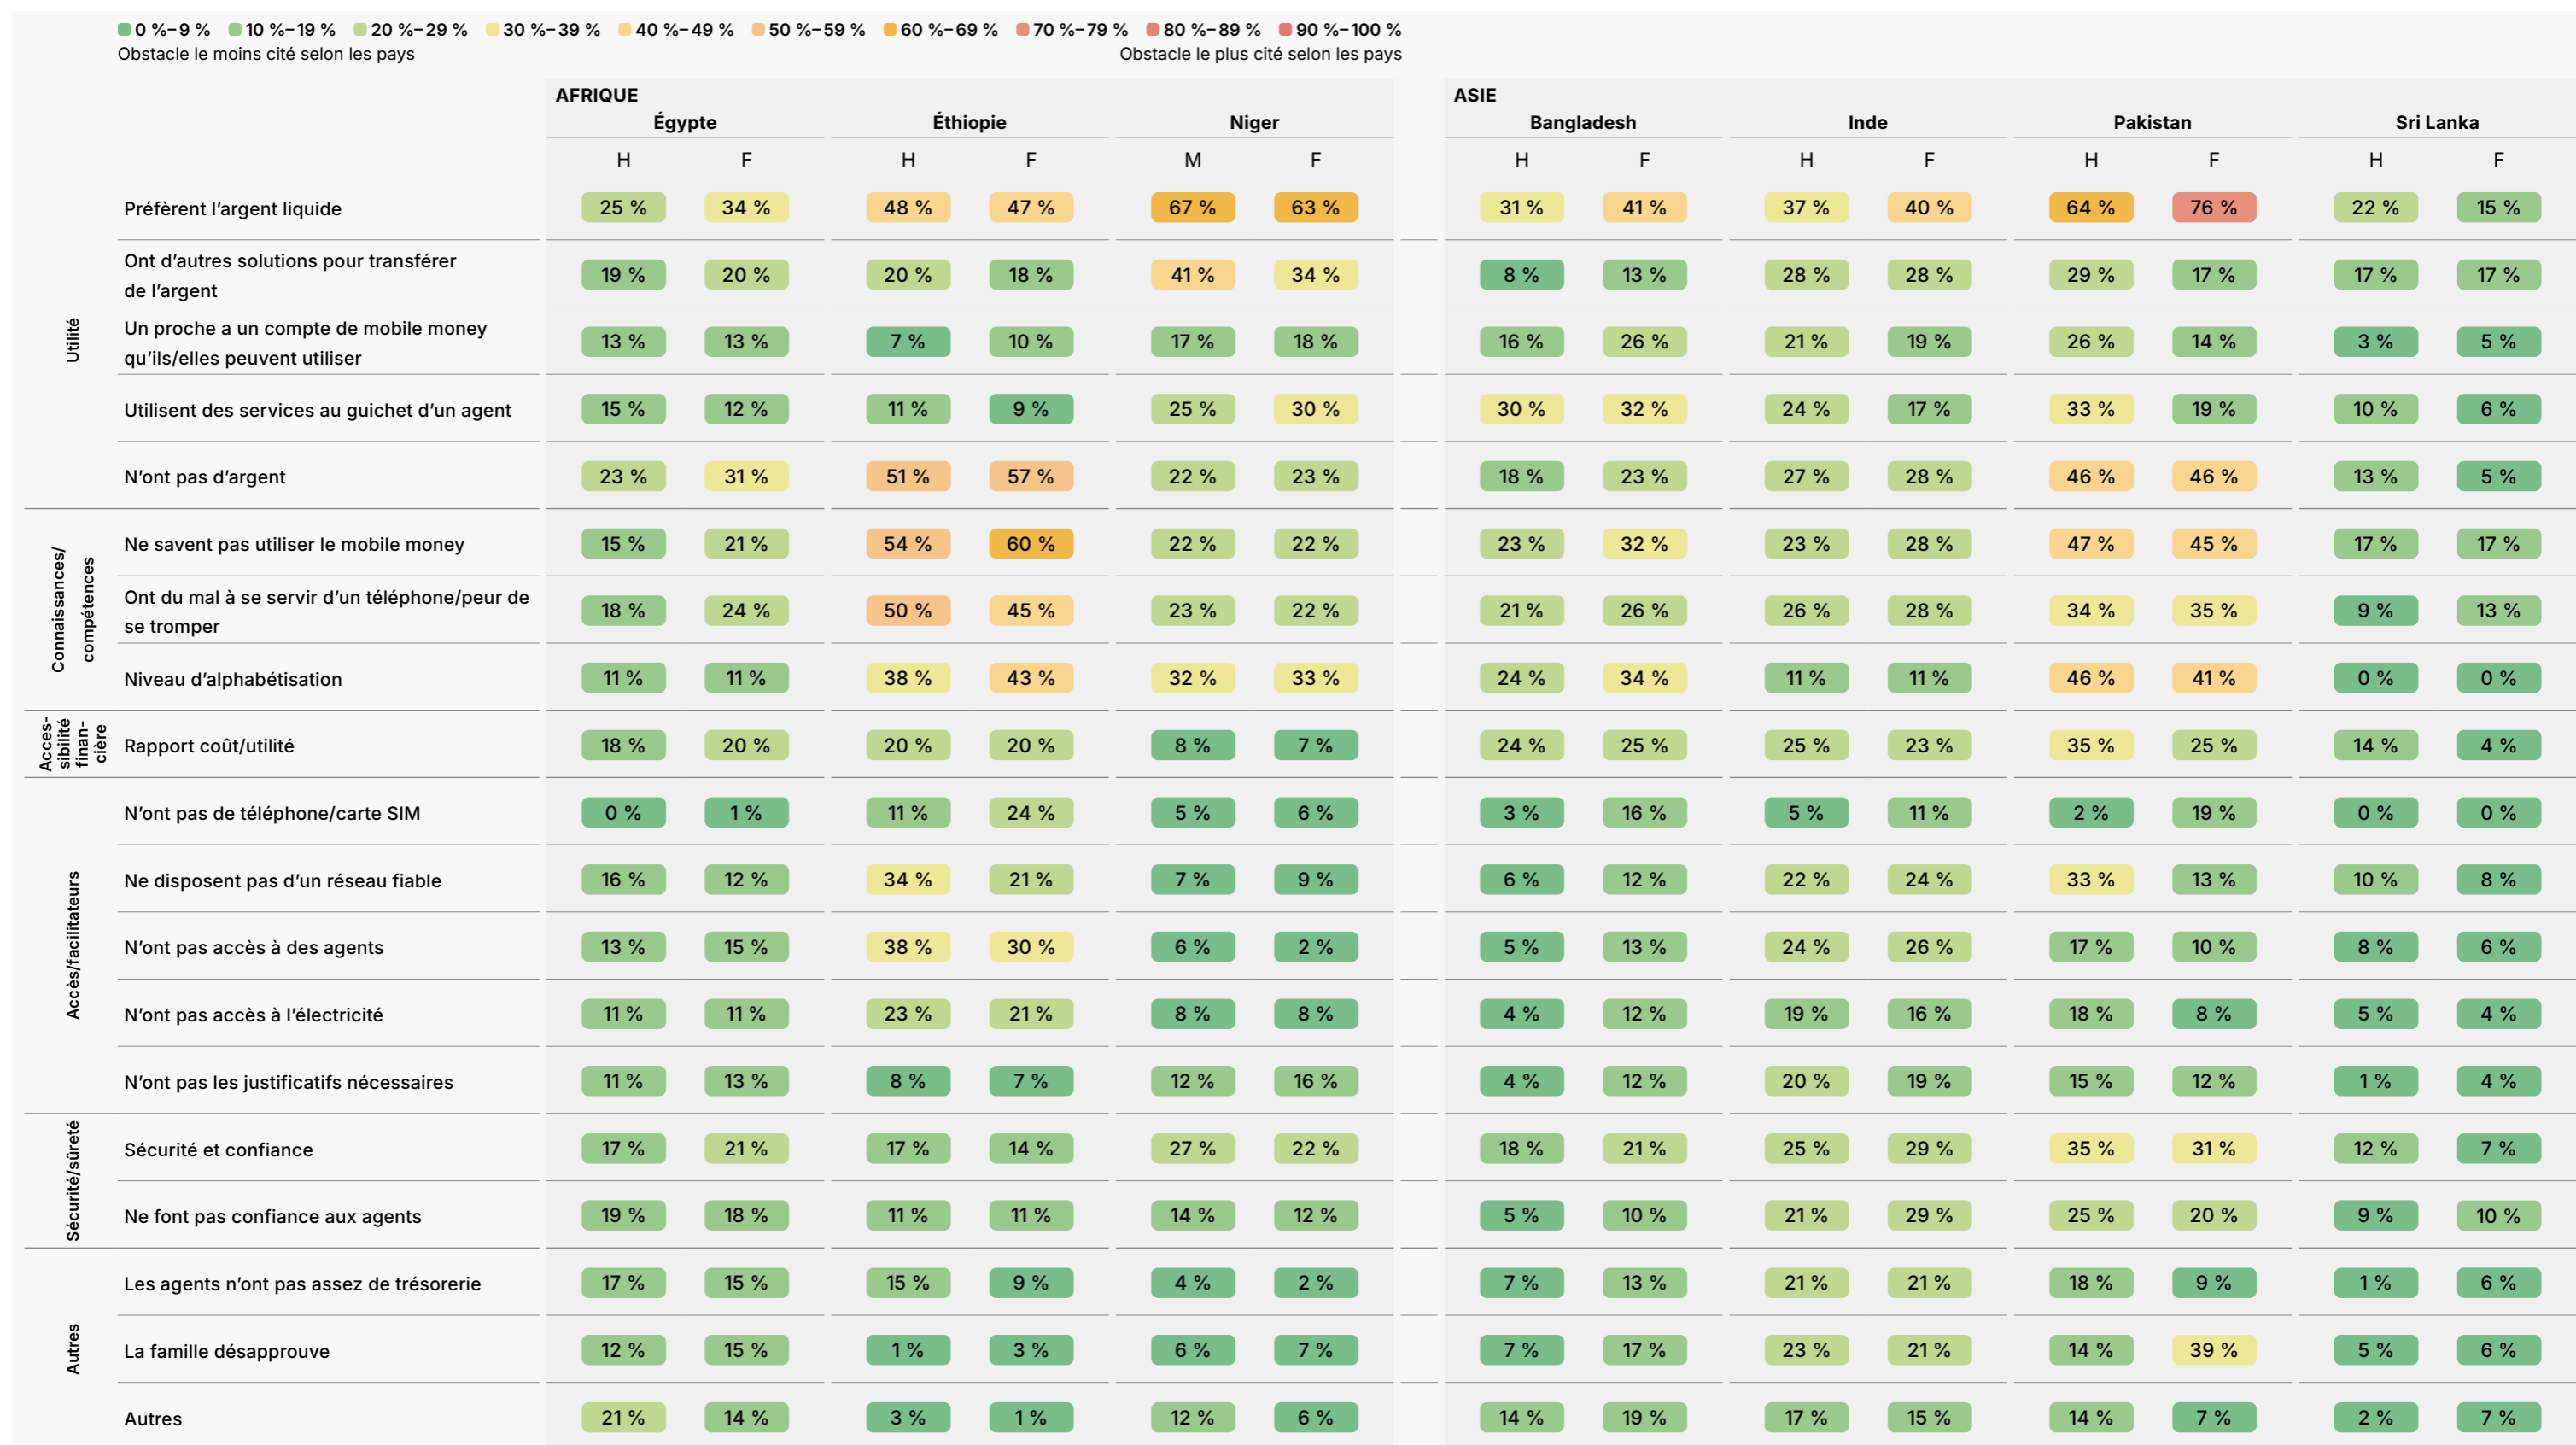 0 %–9 % 10 %–19 % 20 %–29 % 30 %–39 % 40 %–49 % 50 %–59 % 60 %–69 % 70 %–79 % 80 %–89 % 90 %–100 %
Obstacle le moins cité selon les pays Obstacle le plus cité selon les pays
AFRIQUE ASIE
Égypte Éthiopie Niger Bangladesh Inde Pakistan Sri Lanka
H F H F M F H F H F H F H F
Utilité
Préfèrent l’argent liquide 25 % 34 % 48 % 47 % 67 % 63 % 31 % 41 % 37 % 40 % 64 % 76 % 22 % 15 %
Ont d’autres solutions pour transférer
de l’argent 19 % 20 % 20 % 18 % 41 % 34 % 8 % 13 % 28 % 28 % 29 % 17 % 17 % 17 %
Un proche a un compte de mobile money
qu’ils/elles peuvent utiliser 13 % 13 % 7 % 10 % 17 % 18 % 16 % 26 % 21 % 19 % 26 % 14 % 3 % 5 %
Utilisent des services au guichet d’un agent 15 % 12 % 11 % 9 % 25 % 30 % 30 % 32 % 24 % 17 % 33 % 19 % 10 % 6 %
N’ont pas d’argent 23 % 31 % 51 % 57 % 22 % 23 % 18 % 23 % 27 % 28 % 46 % 46 % 13 % 5 %
Connaissances/
compétences
Ne savent pas utiliser le mobile money 15 % 21 % 54 % 60 % 22 % 22 % 23 % 32 % 23 % 28 % 47 % 45 % 17 % 17 %
Ont du mal à se servir d’un téléphone/peur de
se tromper 18 % 24 % 50 % 45 % 23 % 22 % 21 % 26 % 26 % 28 % 34 % 35 % 9 % 13 %
Niveau d’alphabétisation 11 % 11 % 38 % 43 % 32 % 33 % 24 % 34 % 11 % 11 % 46 % 41 % 0 % 0 %
Acces-
sibilité
finan-
cière
Rapport coût/utilité 18 % 20 % 20 % 20 % 8 % 7 % 24 % 25 % 25 % 23 % 35 % 25 % 14 % 4 %
Accès/facilitateurs
N’ont pas de téléphone/carte SIM 0 % 1 % 11 % 24 % 5 % 6 % 3 % 16 % 5 % 11 % 2 % 19 % 0 % 0 %
Ne disposent pas d’un réseau fiable 16 % 12 % 34 % 21 % 7 % 9 % 6 % 12 % 22 % 24 % 33 % 13 % 10 % 8 %
N’ont pas accès à des agents 13 % 15 % 38 % 30 % 6 % 2 % 5 % 13 % 24 % 26 % 17 % 10 % 8 % 6 %
N’ont pas accès à l’électricité 11 % 11 % 23 % 21 % 8 % 8 % 4 % 12 % 19 % 16 % 18 % 8 % 5 % 4 %
N’ont pas les justificatifs nécessaires 11 % 13 % 8 % 7 % 12 % 16 % 4 % 12 % 20 % 19 % 15 % 12 % 1 % 4 %
Sécurité/sûreté
Sécurité et confiance 17 % 21 % 17 % 14 % 27 % 22 % 18 % 21 % 25 % 29 % 35 % 31 % 12 % 7 %
Ne font pas confiance aux agents 19 % 18 % 11 % 11 % 14 % 12 % 5 % 10 % 21 % 29 % 25 % 20 % 9 % 10 %
Autres
Les agents n’ont pas assez de trésorerie 17 % 15 % 15 % 9 % 4 % 2 % 7 % 13 % 21 % 21 % 18 % 9 % 1 % 6 %
La famille désapprouve 12 % 15 % 1 % 3 % 6 % 7 % 7 % 17 % 23 % 21 % 14 % 39 % 5 % 6 %
Autres 21 % 14 % 3 % 1 % 12 % 6 % 14 % 19 % 17 % 15 % 14 % 7 % 2 % 7 %